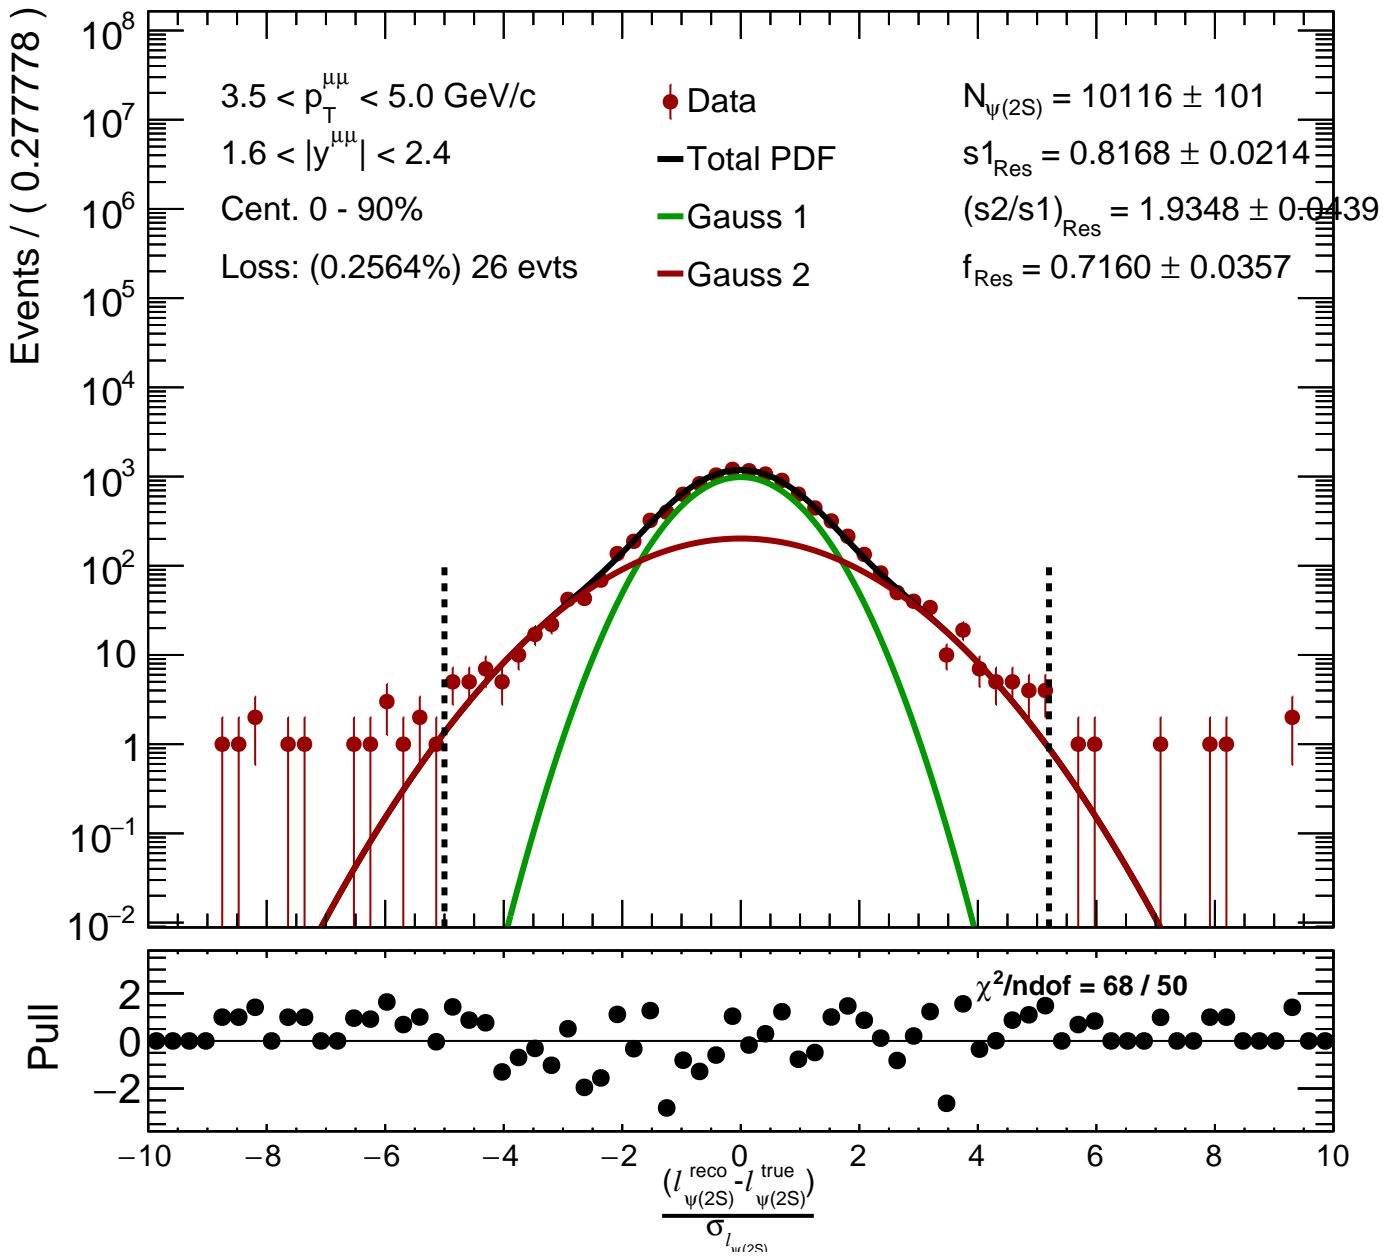 Events / ( 0.277778 )
10^8
10^7
10^6
10^5
10^4
10^3
10^2
10
1
10^−1
10^−2
3.5 < p_T^μμ < 5.0 GeV/c
1.6 < |y^μμ| < 2.4
Cent. 0 - 90%
Loss: (0.2564%) 26 evts
Data
Total PDF
Gauss 1
Gauss 2
N_ψ(2S) = 10116 ± 101
s1_Res = 0.8168 ± 0.0214
(s2/s1)_Res = 1.9348 ± 0.0439
f_Res = 0.7160 ± 0.0357
Pull
2
0
−2
χ²/ndof = 68 / 50
−10 −8 −6 −4 −2 0 2 4 6 8 10
(l_ψ(2S)^reco - l_ψ(2S)^true)
σ_l_ψ(2S)